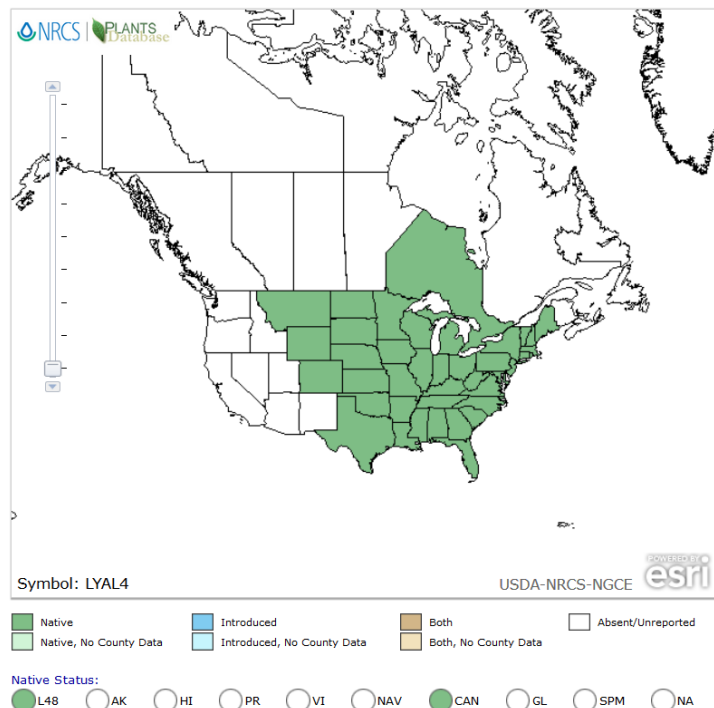 NRCS PLANTS
Database
Symbol: LYAL4
USDA-NRCS-NGCE
POWERED BY
esri
Native
Introduced
Both
Absent/Unreported
Native, No County Data
Introduced, No County Data
Both, No County Data
Native Status:
L48 AK HI PR VI NAV CAN GL SPM NA